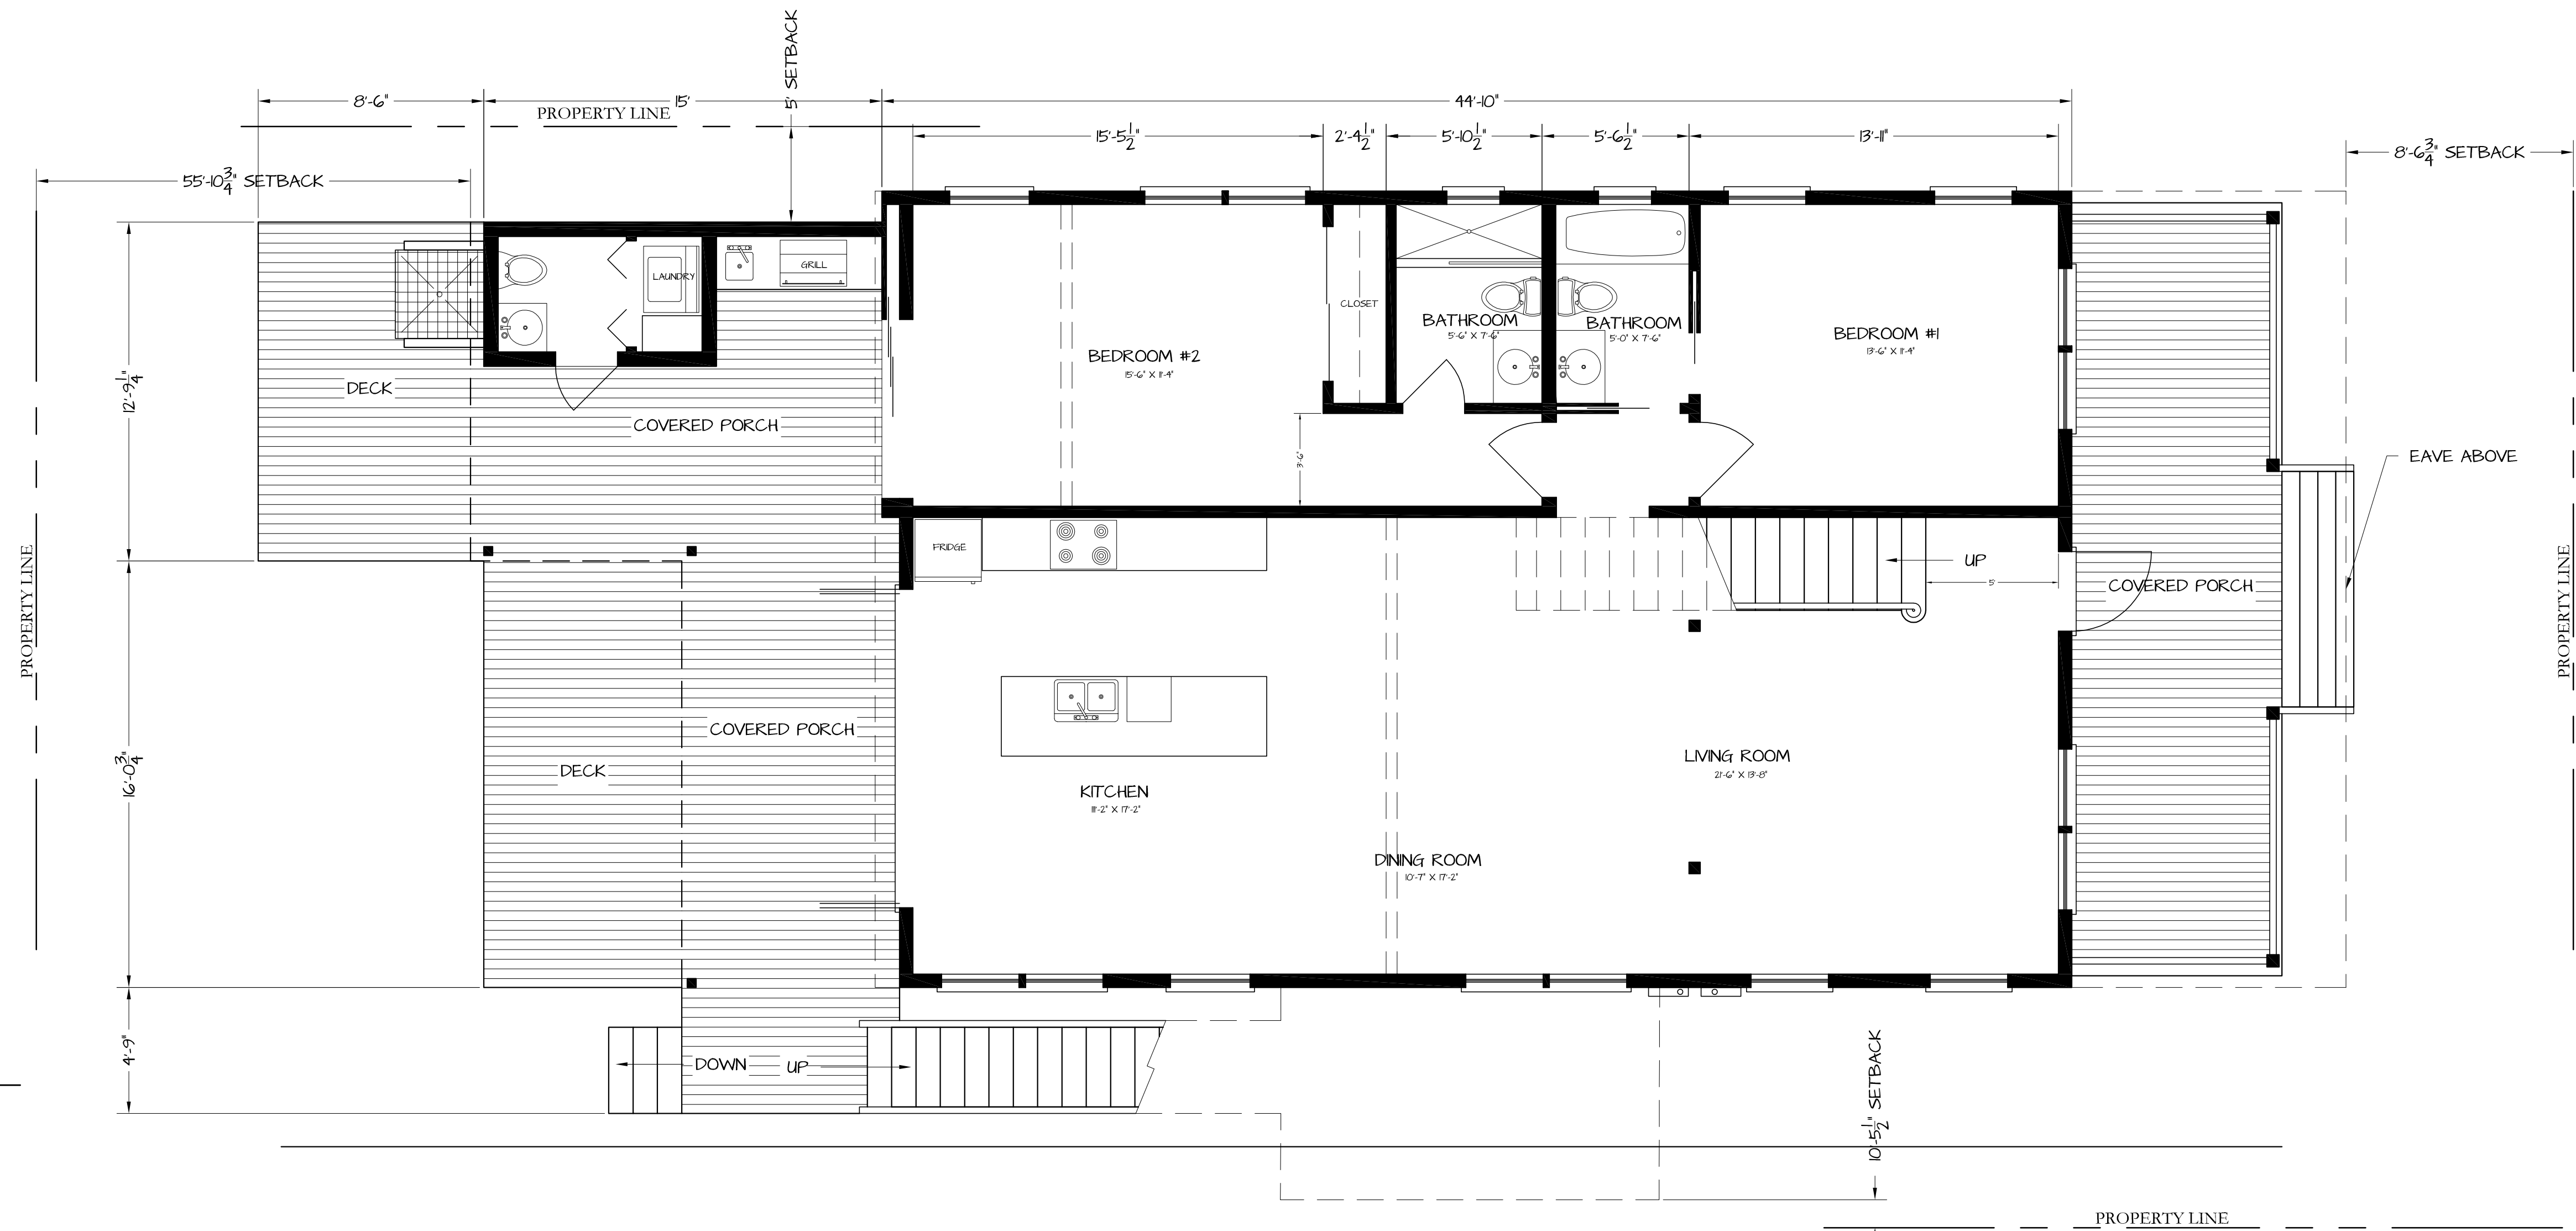 5' SETBACK
8'-6"
15'
44'-10"
PROPERTY LINE
15'-5 1/2"
2'-4 1/2"
5'-10 1/2"
5'-6 1/2"
13'-11"
8'-6 3/4" SETBACK
55'-10 3/4" SETBACK
GRILL
LAUNDRY
CLOSET
BATHROOM
5'-6" X 7'-6"
BATHROOM
5'-0" X 7'-6"
BEDROOM #1
13'-6" X 11'-4"
BEDROOM #2
15'-6" X 11'-4"
12'-9 1/4"
DECK
COVERED PORCH
3'-6"
EAVE ABOVE
FRIDGE
UP
5'
COVERED PORCH
PROPERTY LINE
PROPERTY LINE
COVERED PORCH
DECK
16'-0 3/4"
LIVING ROOM
21'-6" X 13'-8"
KITCHEN
11'-2" X 17'-2"
DINING ROOM
10'-7" X 17'-2"
4'-9"
DOWN
UP
10'-5 1/2" SETBACK
PROPERTY LINE